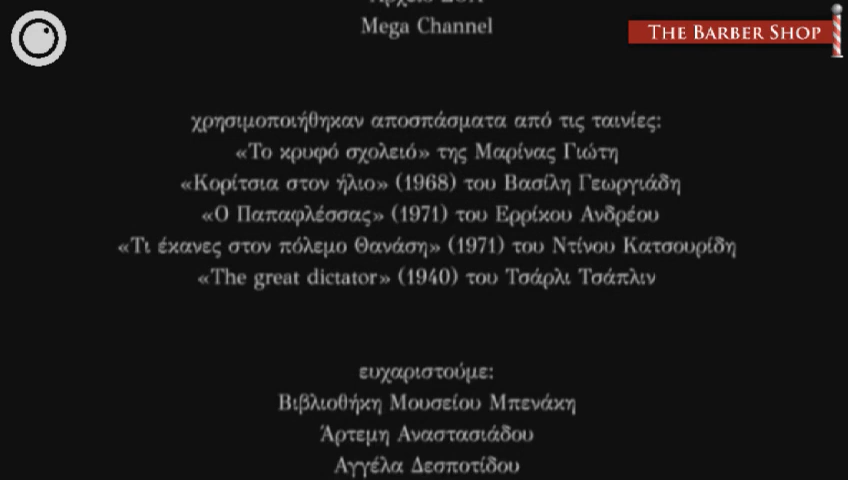 Mega Channel
THE BARBER SHOP
χρησιμοποιήθηκαν αποσπάσματα από τις ταινίες:
«Το κρυφό σχολειό» της Μαρίνας Γιώτη
«Κορίτσια στον ήλιο» (1968) του Βασίλη Γεωργιάδη
«Ο Παπαφλέσσας» (1971) του Ερρίκου Ανδρέου
«Τι έκανες στον πόλεμο Θανάση» (1971) του Ντίνου Κατσουρίδη
«The great dictator» (1940) του Τσάρλι Τσάπλιν
ευχαριστούμε:
Βιβλιοθήκη Μουσείου Μπενάκη
Άρτεμη Αναστασιάδου
Αγγέλα Δεσποτίδου